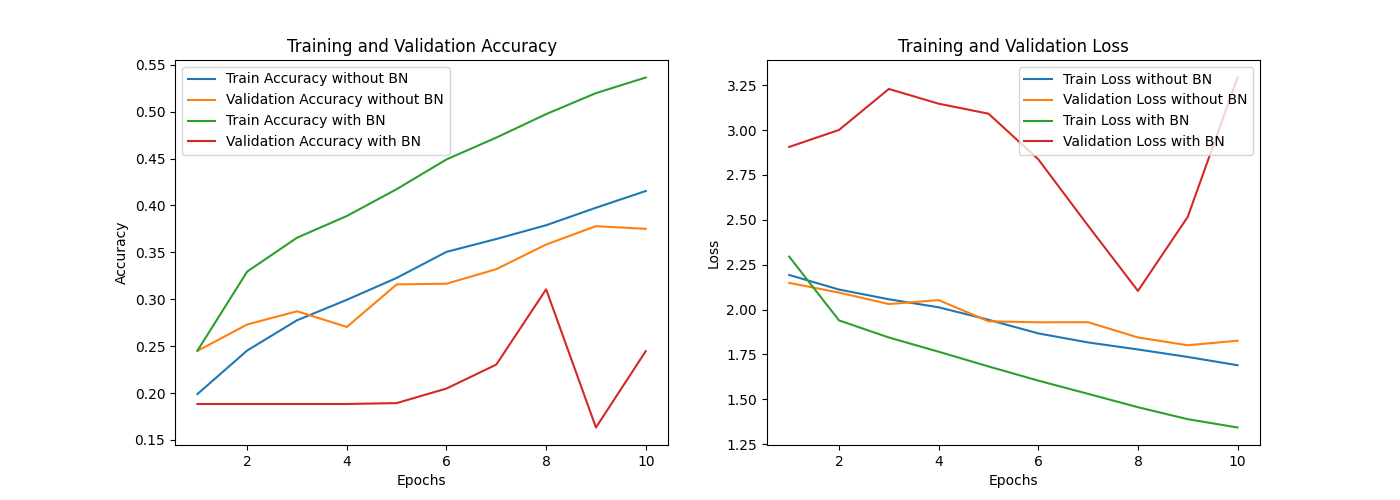 Training and Validation Accuracy
Train Accuracy without BN
Validation Accuracy without BN
Train Accuracy with BN
Validation Accuracy with BN
0.55
0.50
0.45
0.40
0.35
0.30
0.25
0.20
0.15
Accuracy
2 4 6 8 10
Epochs
Training and Validation Loss
Train Loss without BN
Validation Loss without BN
Train Loss with BN
Validation Loss with BN
3.25
3.00
2.75
2.50
2.25
2.00
1.75
1.50
1.25
Loss
2 4 6 8 10
Epochs